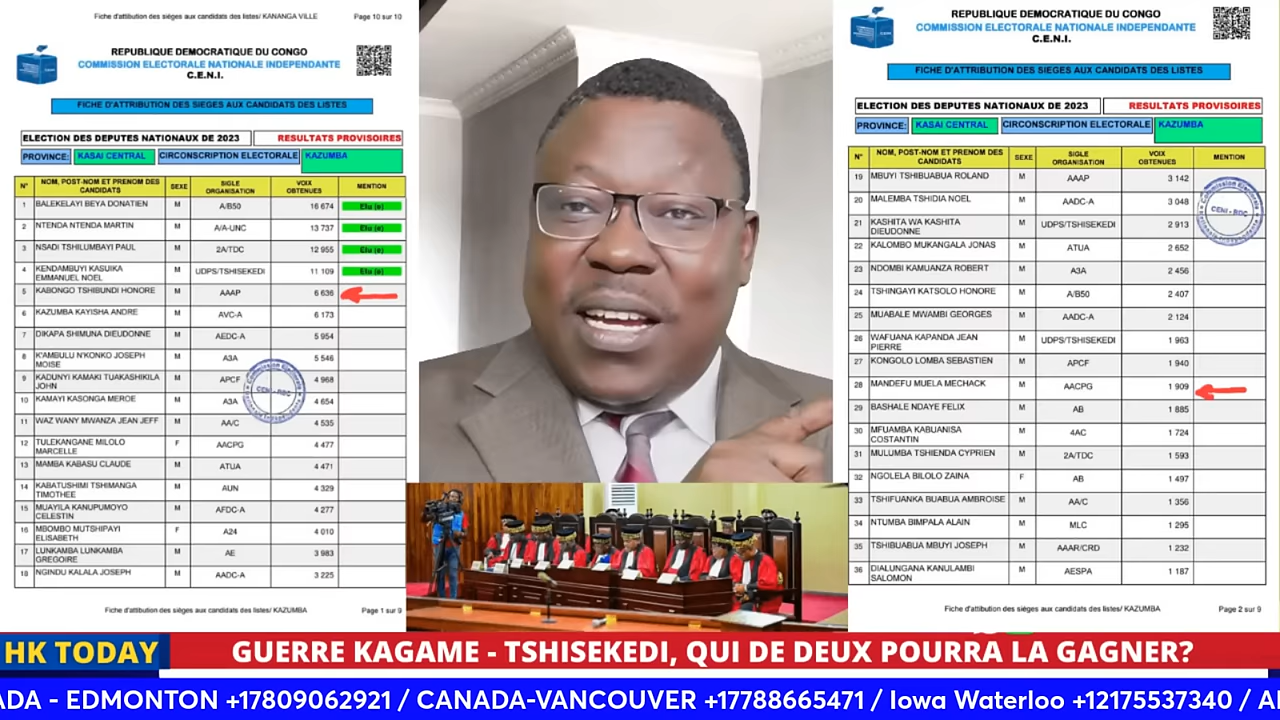 Fiche d'attribution des sièges aux candidats des listes/ KANANGA VILLE Page 10 sur 10
REPUBLIQUE DEMOCRATIQUE DU CONGO
COMMISSION ELECTORALE NATIONALE INDEPENDANTE
C.E.N.I.
FICHE D'ATTRIBUTION DES SIEGES AUX CANDIDATS DES LISTES
ELECTION DES DEPUTES NATIONAUX DE 2023 RESULTATS PROVISOIRES
PROVINCE: KASAI CENTRAL CIRCONSCRIPTION ELECTORALE KAZUMBA
N° NOM, POST-NOM ET PRENOM DES CANDIDATS SEXE SIGLE ORGANISATION VOIX OBTENUES MENTION
1 BALEKELAYI BEYA DONATIEN M A/B50 16 674 Elu (e)
2 NTENDA NTENDA MARTIN M A/A-UNC 13 737 Elu (e)
3 NSADI TSHILUMBAYI PAUL M 2A/TDC 12 955 Elu (e)
4 KENDAMBUYI KASUIKA EMMANUEL NOEL M UDPS/TSHISEKEDI 11 109 Elu (e)
5 KABONGO TSHIBUNDI HONORE M AAAP 6 636
6 KAZUMBA KAYISHA ANDRE M AVC-A 6 173
7 DIKAPA SHIMUNA DIEUDONNE M AEDC-A 5 954
8 K'AMBULU N'KONKO JOSEPH MOISE M A3A 5 546
9 KADUNYI KAMAKI TUAKASHIKILA JOHN M APCF 4 968
10 KAMAYI KASONGA MEROE M A3A 4 654
11 WAZ WANY MWANZA JEAN JEFF M AA/C 4 535
12 TULEKANGANE MILOLO MARCELLE F AACPG 4 477
13 MAMBA KABASU CLAUDE M ATUA 4 471
14 KABATUSHIMI TSHIMANGA TIMOTHEE M AUN 4 329
15 MUAYILA KANUPUMOYO CELESTIN M AFDC-A 4 277
16 MBOMBO MUTSHIPAYI ELISABETH F A24 4 010
17 LUNKAMBA LUNKAMBA GREGOIRE M AE 3 983
18 NGINDU KALALA JOSEPH M AADC-A 3 225
CENI - RDC
Fiche d'attibution des sièges aux candidats des listes/ KAZUMBA Page 1 sur 9
REPUBLIQUE DEMOCRATIQUE DU CONGO
COMMISSION ELECTORALE NATIONALE INDEPENDANTE
C.E.N.I.
FICHE D'ATTRIBUTION DES SIEGES AUX CANDIDATS DES LISTES
ELECTION DES DEPUTES NATIONAUX DE 2023 RESULTATS PROVISOIRES
PROVINCE: KASAI CENTRAL CIRCONSCRIPTION ELECTORALE KAZUMBA
N° NOM, POST-NOM ET PRENOM DES CANDIDATS SEXE SIGLE ORGANISATION VOIX OBTENUES MENTION
19 MBUYI TSHIBUABUA ROLAND M AAAP 3 142
20 MALEMBA TSHIDIA NOEL M AADC-A 3 048
21 KASHITA WA KASHITA DIEUDONNE M UDPS/TSHISEKEDI 2 913
22 KALOMBO MUKANGALA JONAS M ATUA 2 652
23 NDOMBI KAMUANZA ROBERT M A3A 2 456
24 TSHINGAYI KATSOLO HONORE M A/B50 2 407
25 MUABALE MWAMBI GEORGES M AADC-A 2 124
26 WAFUANA KAPANDA JEAN PIERRE M UDPS/TSHISEKEDI 1 963
27 KONGOLO LOMBA SEBASTIEN M APCF 1 940
28 MANDEFU MUELA MECHACK M AACPG 1 909
29 BASHALE NDAYE FELIX M AB 1 885
30 MFUAMBA KABUANISA COSTANTIN M 4AC 1 724
31 MULUMBA TSHIENDA CYPRIEN M 2A/TDC 1 593
32 NGOLELA BILOLO ZAINA F AB 1 497
33 TSHIFUANKA BUABUA AMBROISE M AA/C 1 356
34 NTUMBA BIMPALA ALAIN M MLC 1 295
35 TSHIBUABUA MBUYI JOSEPH M AAAR/CRD 1 232
36 DIALUNGANA KANULAMBI SALOMON M AESPA 1 187
CENI - RDC
Fiche d'attibution des sièges aux candidats des listes/ KAZUMBA Page 2 sur 9
HK TODAY GUERRE KAGAME - TSHISEKEDI, QUI DE DEUX POURRA LA GAGNER?
ADA - EDMONTON +17809062921 / CANADA-VANCOUVER +17788665471 / Iowa Waterloo +12175537340 / A